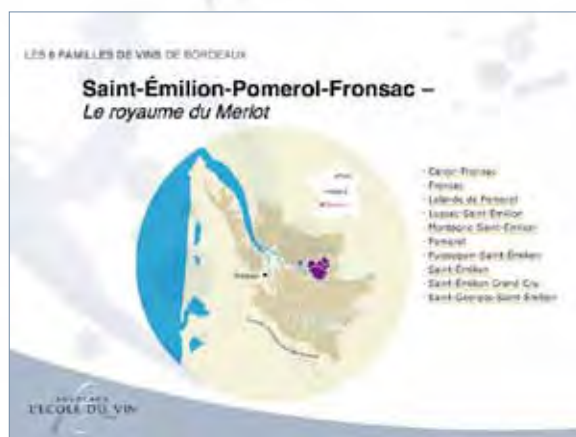 LES 6 FAMILLES DE VINS DE BORDEAUX
Saint-Émilion-Pomerol-Fronsac –
Le royaume du Merlot
- Canon-Fronsac
- Fronsac
- Lalande de Pomerol
- Lussac-Saint-Émilion
- Montagne-Saint-Émilion
- Pomerol
- Puisseguin-Saint-Émilion
- Saint-Émilion
- Saint-Émilion Grand Cru
- Saint-Georges-Saint-Émilion
BORDEAUX
L'ÉCOLE DU VIN